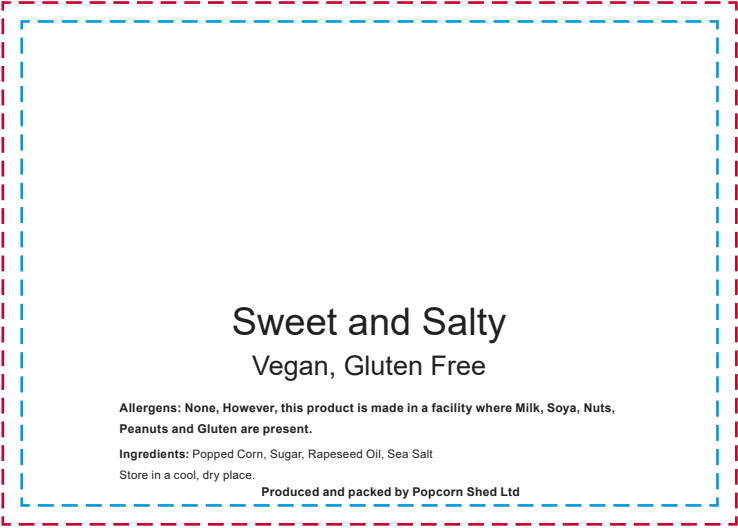 Sweet and Salty
Vegan, Gluten Free
Allergens: None, However, this product is made in a facility where Milk, Soya, Nuts,
Peanuts and Gluten are present.
Ingredients: Popped Corn, Sugar, Rapeseed Oil, Sea Salt
Store in a cool, dry place.
Produced and packed by Popcorn Shed Ltd